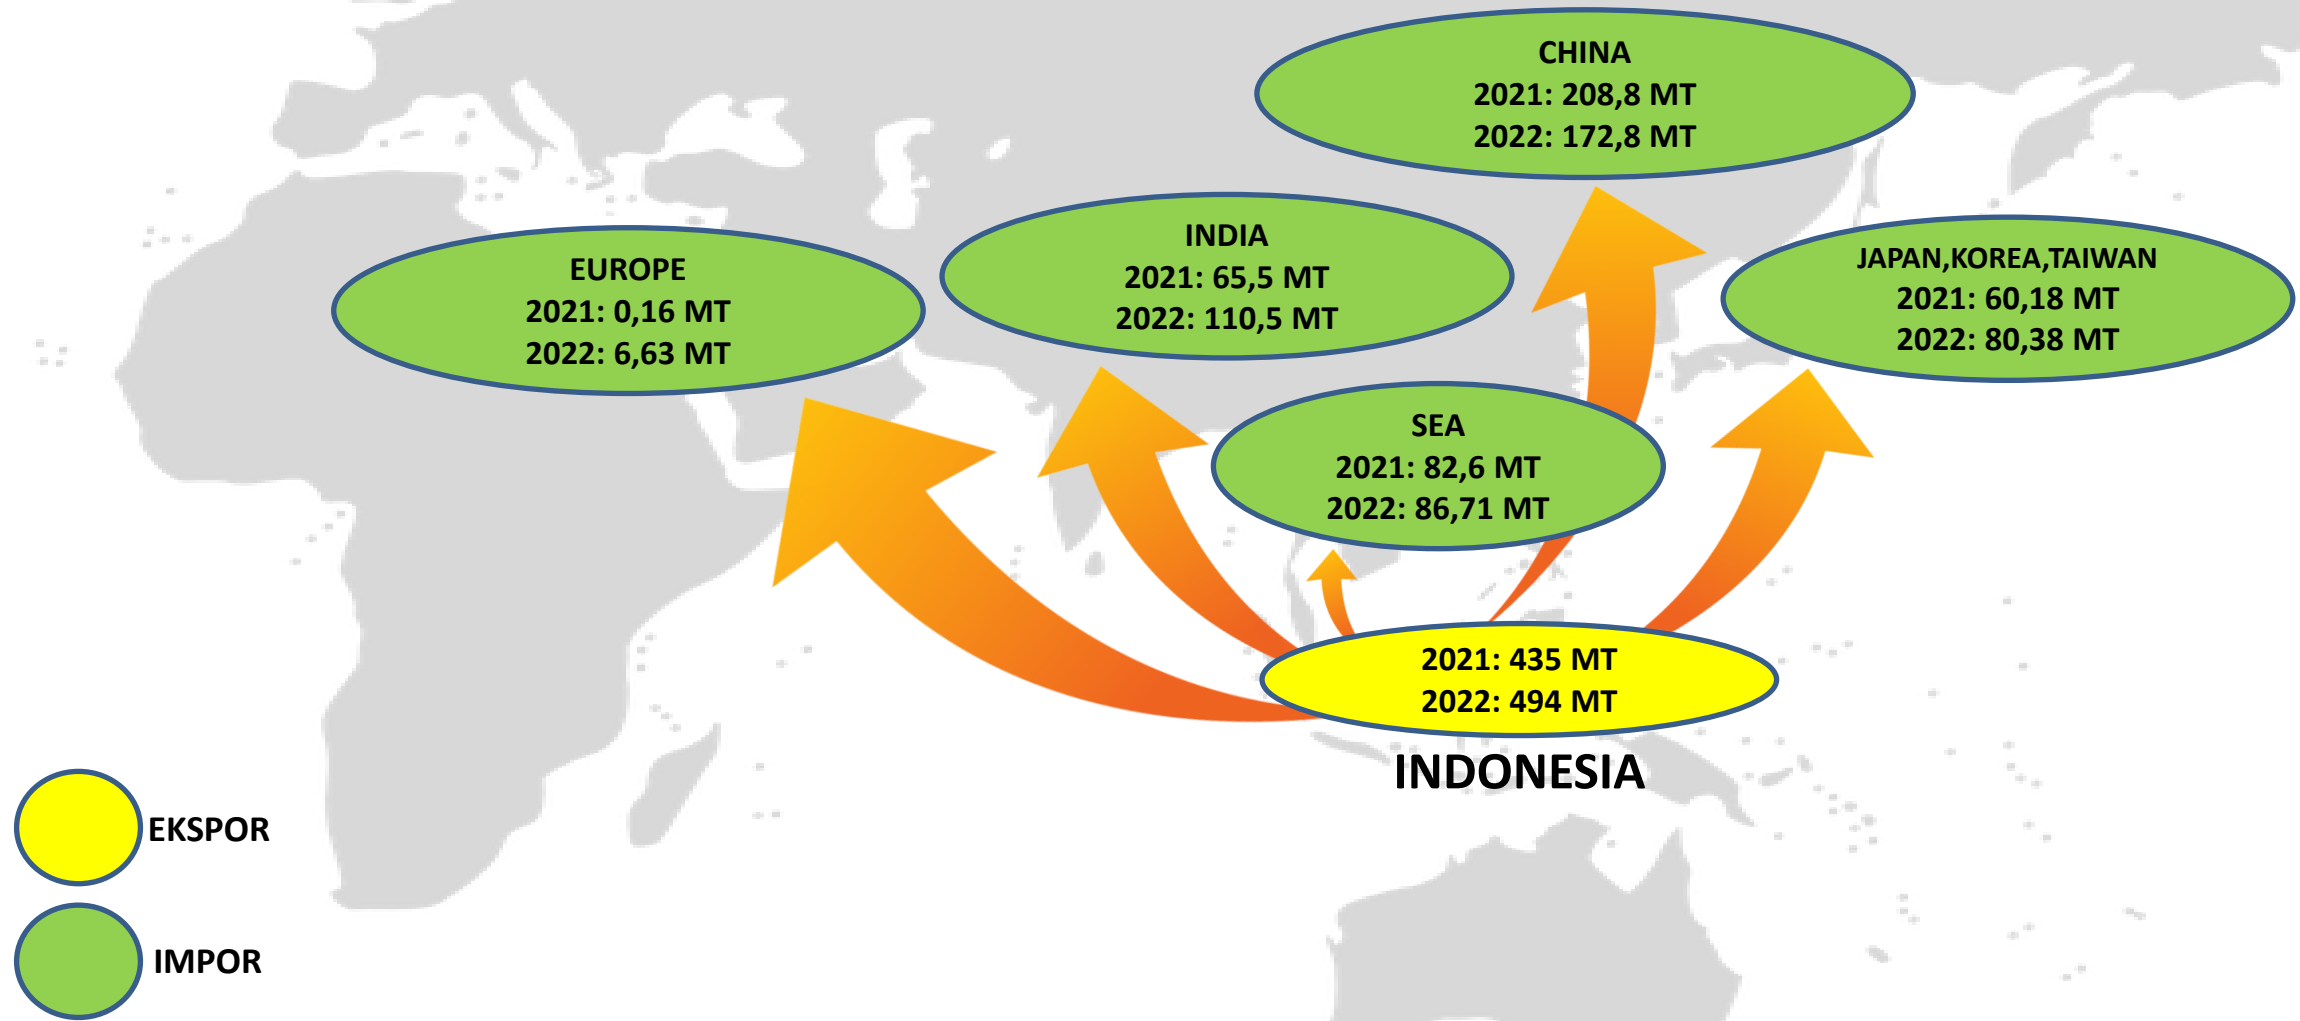 CHINA
2021: 208,8 MT
2022: 172,8 MT
INDIA
2021: 65,5 MT
2022: 110,5 MT
EUROPE
2021: 0,16 MT
2022: 6,63 MT
JAPAN,KOREA,TAIWAN
2021: 60,18 MT
2022: 80,38 MT
SEA
2021: 82,6 MT
2022: 86,71 MT
2021: 435 MT
2022: 494 MT
INDONESIA
EKSPOR
IMPOR